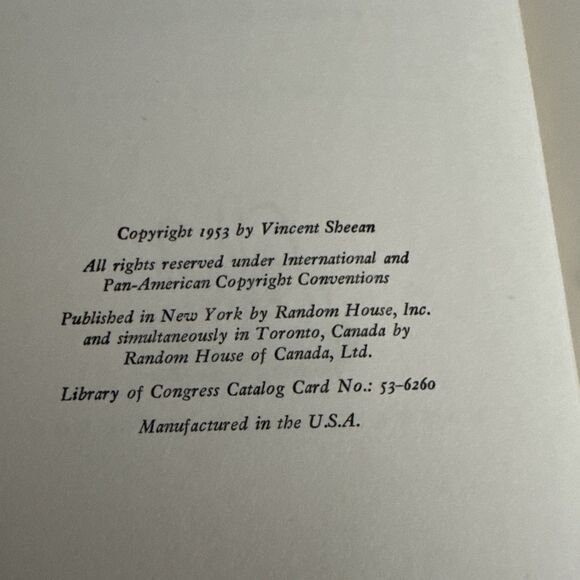 Copyright 1953 by Vincent Sheean
All rights reserved under International and
Pan-American Copyright Conventions
Published in New York by Random House, Inc.
and simultaneously in Toronto, Canada by
Random House of Canada, Ltd.
Library of Congress Catalog Card No.: 53-6260
Manufactured in the U.S.A.